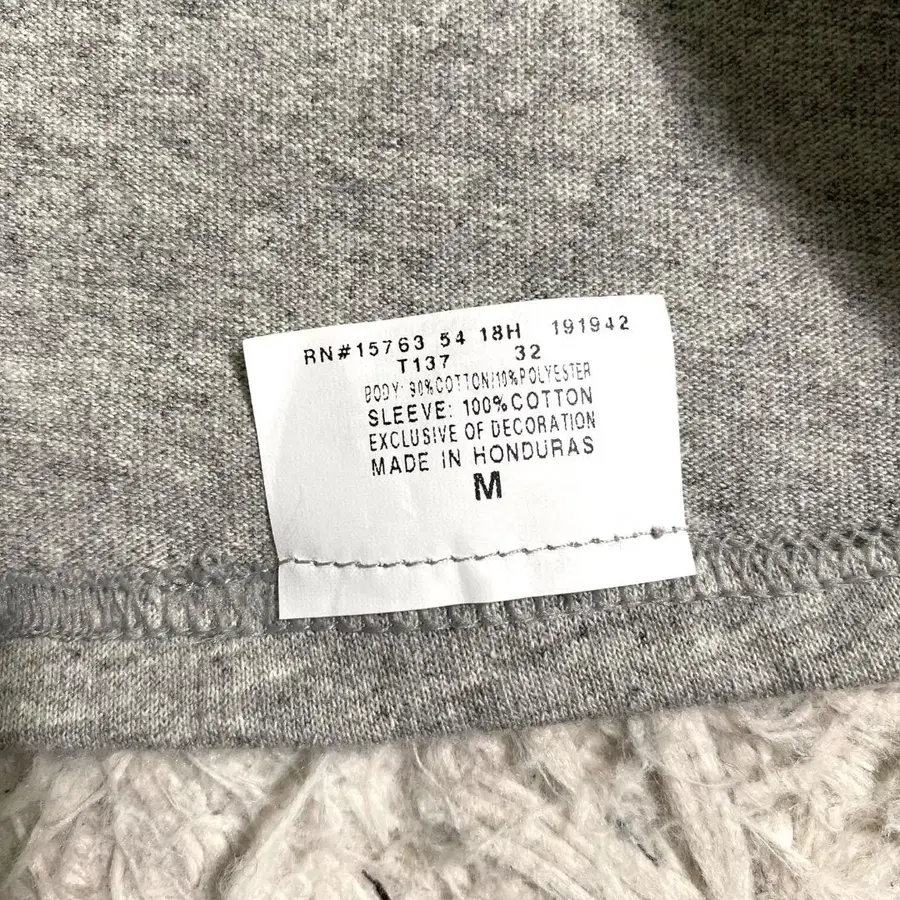 RN#15763 54 18H 191942
T137 32
BODY: 90%COTTON/10%POLYESTER
SLEEVE: 100%COTTON
EXCLUSIVE OF DECORATION
MADE IN HONDURAS
M